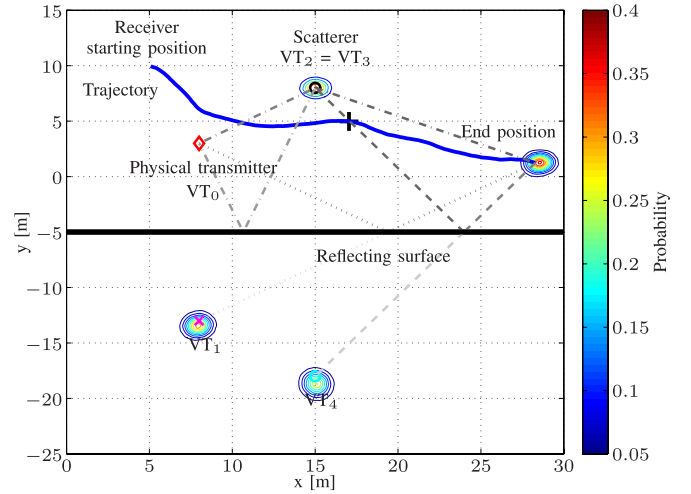 Receiver
starting position
Trajectory
Scatterer
VT2 = VT3
End position
Physical transmitter
VT0
Reflecting surface
VT1
VT4
15
10
5
0
−5
−10
−15
−20
−25
y [m]
0 5 10 15 20 25 30
x [m]
0.4
0.35
0.3
0.25
0.2
0.15
0.1
0.05
Probability